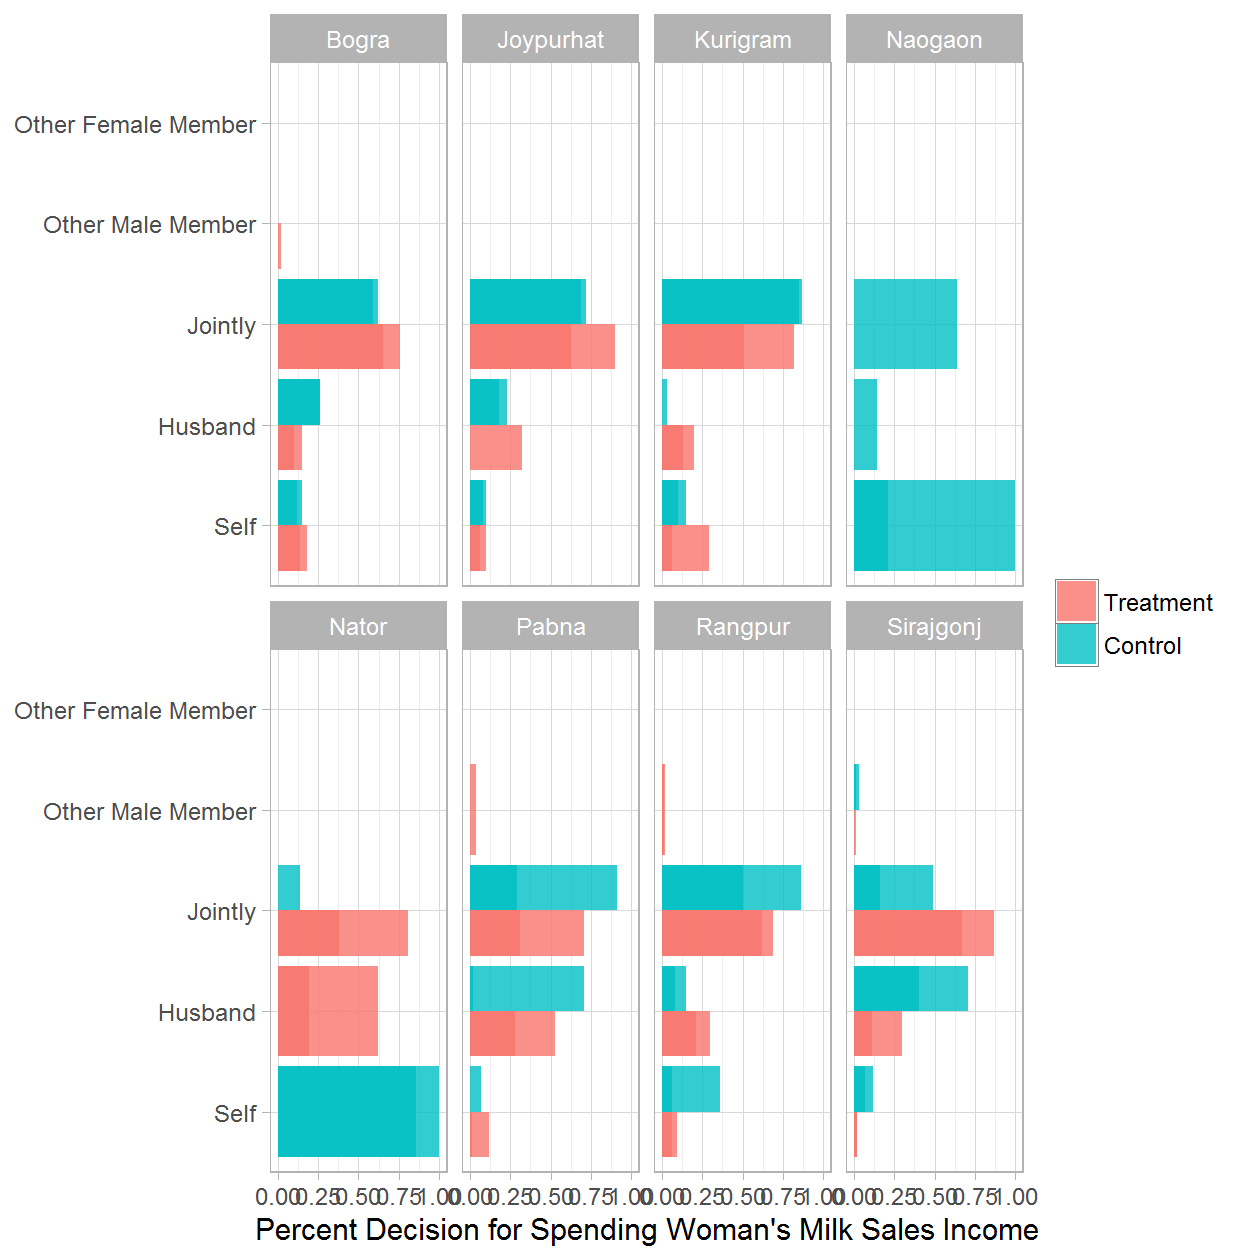 Bogra Joypurhat Kurigram Naogaon
Other Female Member
Other Male Member
Jointly
Husband
Self
Treatment
Control
Nator Pabna Rangpur Sirajgonj
Other Female Member
Other Male Member
Jointly
Husband
Self
0.00 0.25 0.50 0.75 1.00 0.00 0.25 0.50 0.75 1.00 0.00 0.25 0.50 0.75 1.00 0.00 0.25 0.50 0.75 1.00
Percent Decision for Spending Woman's Milk Sales Income